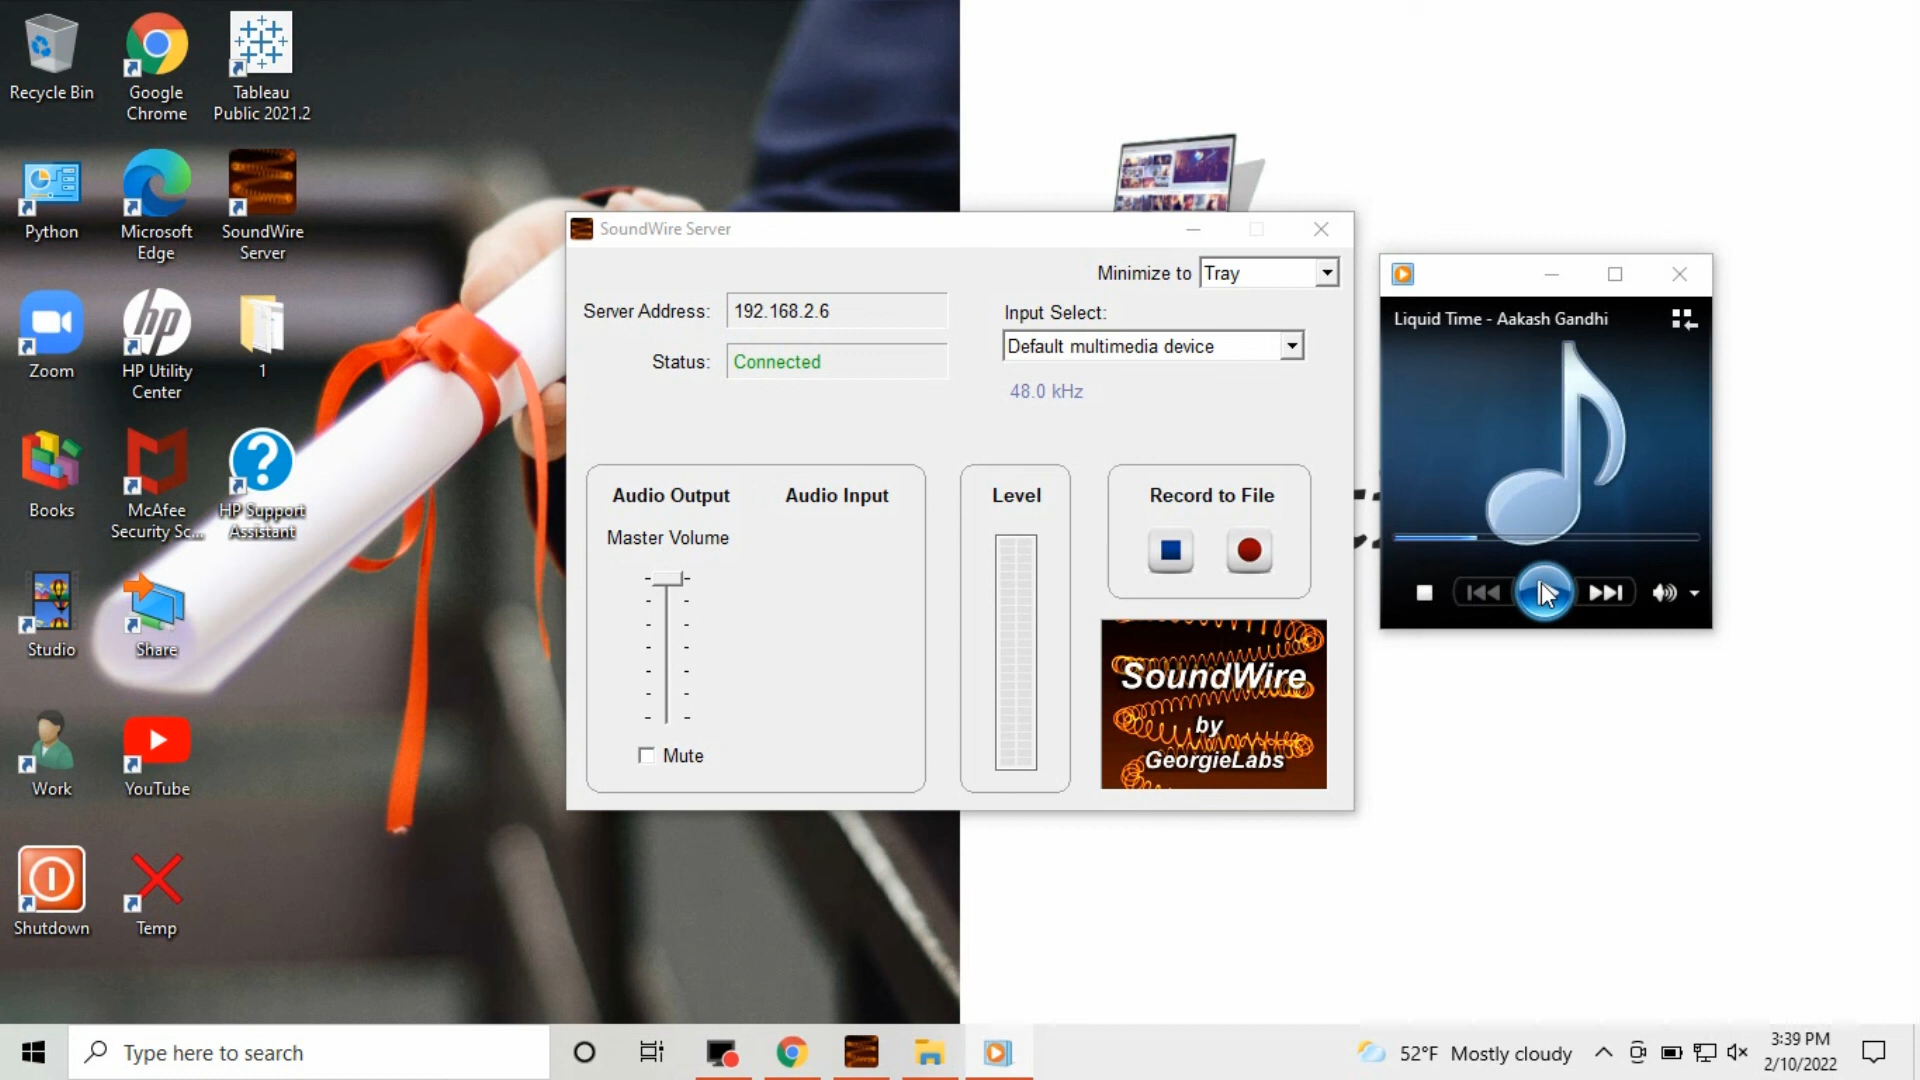 Recycle Bin
Google
Chrome
Tableau
Public 2021.2
Python
Microsoft
Edge
SoundWire
Server
Zoom
HP Utility
Center
1
Books
McAfee
Security Sc...
HP Support
Assistant
Studio
Share
Work
YouTube
Shutdown
Temp
SoundWire Server
Minimize to Tray
Server Address: 192.168.2.6
Input Select:
Default multimedia device
Status: Connected
48.0 kHz
Audio Output
Audio Input
Level
Record to File
Master Volume
Mute
SoundWire
by
GeorgieLabs
Liquid Time - Aakash Gandhi
Type here to search
52°F Mostly cloudy
3:39 PM
2/10/2022